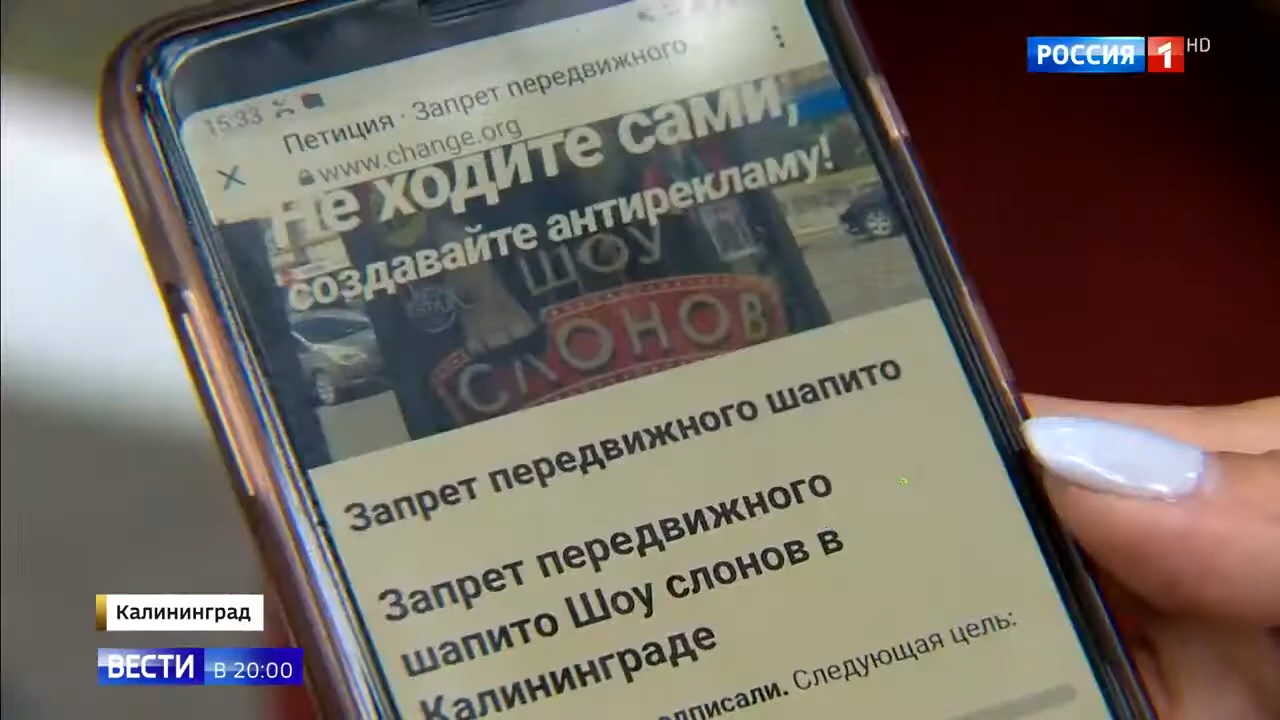 РОССИЯ 1 HD
15:33
Петиция · Запрет передвижного
www.change.org
Не ходите сами,
создавайте антирекламу!
ШОУ
СЛОНОВ
Запрет передвижного шапито
Запрет передвижного
шапито Шоу слонов в
Калининграде
дписали. Следующая цель:
Калининград
ВЕСТИ В 20:00